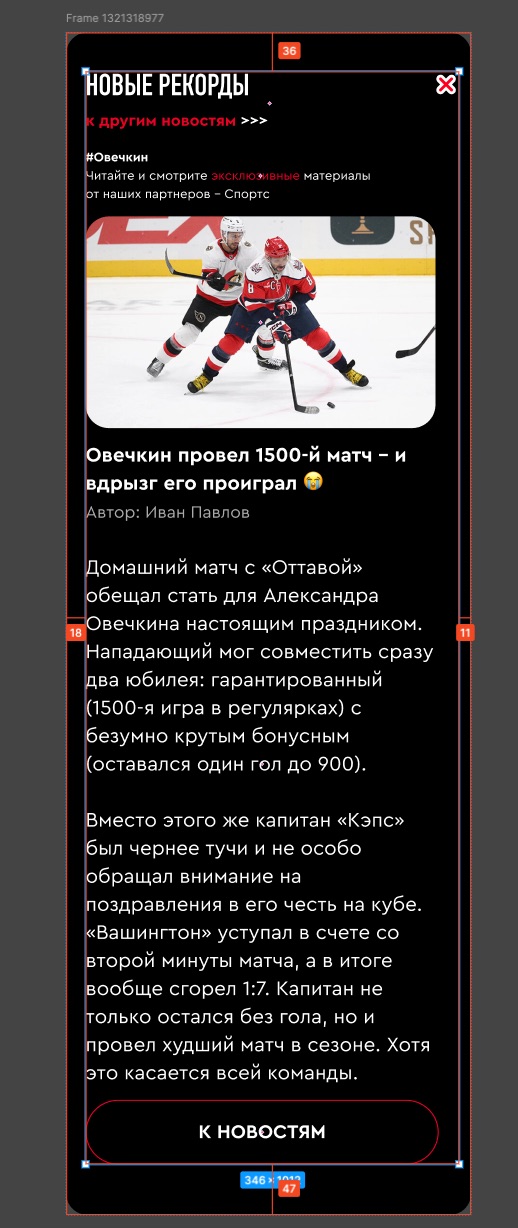 Frame 1321318977
36
НОВЫЕ РЕКОРДЫ
к другим новостям >>>
#Овечкин
Читайте и смотрите эксклюзивные материалы
от наших партнеров – Спортс
8
Овечкин провел 1500-й матч – и
вдрызг его проиграл 😭
Автор: Иван Павлов
Домашний матч с «Оттавой»
обещал стать для Александра
Овечкина настоящим праздником.
18
11
Нападающий мог совместить сразу
два юбилея: гарантированный
(1500-я игра в регулярках) с
безумно крутым бонусным
(оставался один гол до 900).
Вместо этого же капитан «Кэпс»
был чернее тучи и не особо
обращал внимание на
поздравления в его честь на кубе.
«Вашингтон» уступал в счете со
второй минуты матча, а в итоге
вообще сгорел 1:7. Капитан не
только остался без гола, но и
провел худший матч в сезоне. Хотя
это касается всей команды.
К НОВОСТЯМ
346 × 1012
47